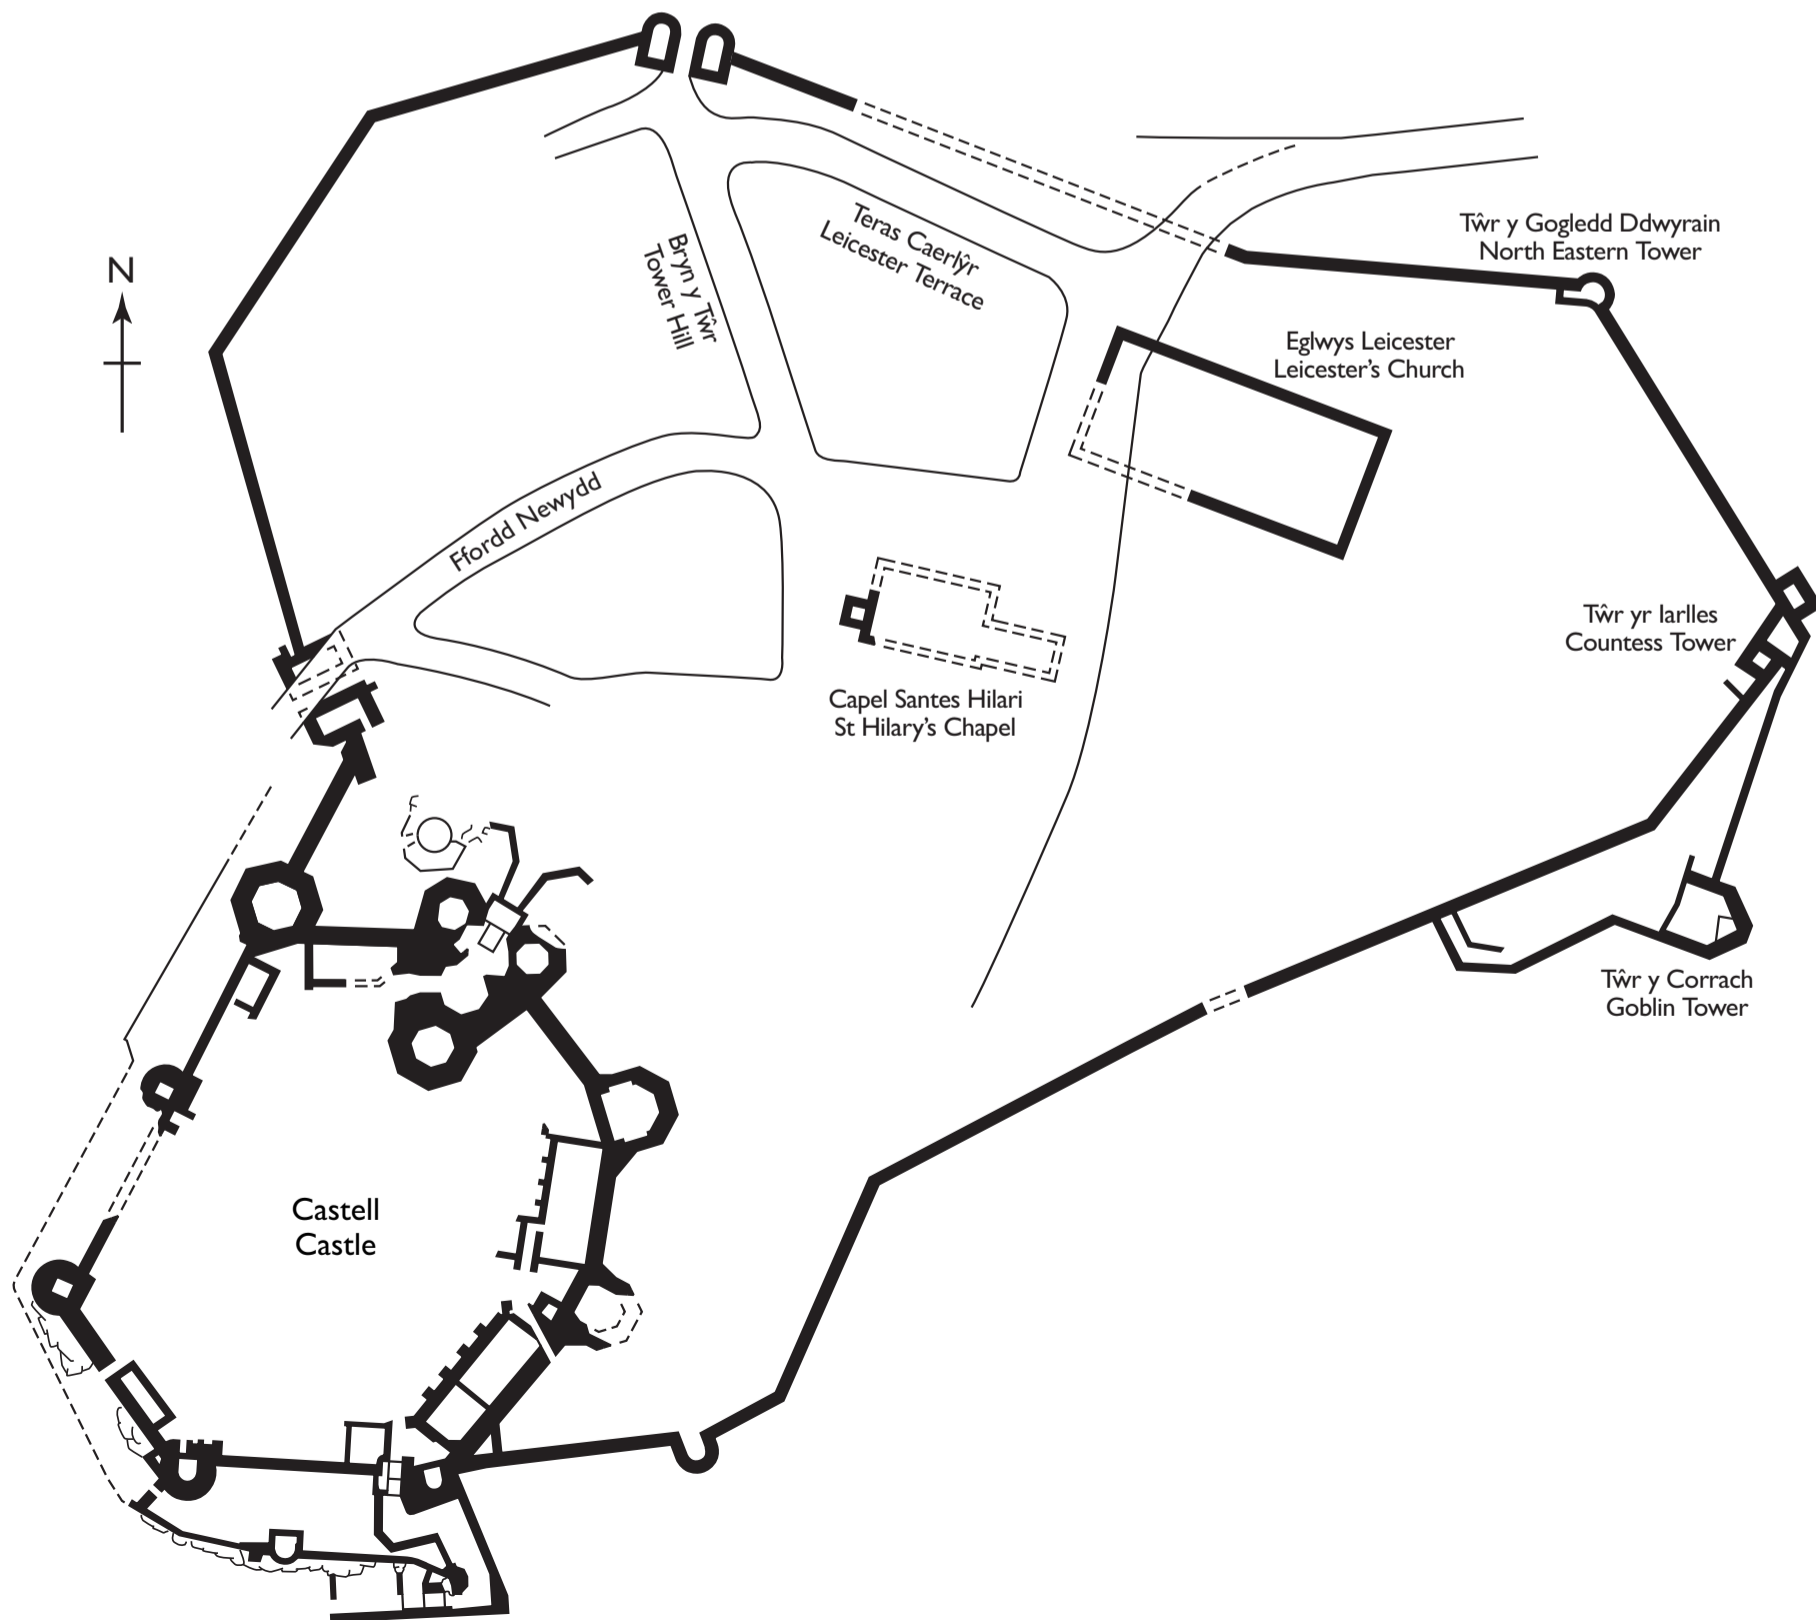 N
Bryn y Tŵr
Tower Hill
Teras Caerlŷr
Leicester Terrace
Tŵr y Gogledd Ddwyrain
North Eastern Tower
Eglwys Leicester
Leicester's Church
Ffordd Newydd
Tŵr yr Iarlles
Countess Tower
Capel Santes Hilari
St Hilary's Chapel
Tŵr y Corrach
Goblin Tower
Castell
Castle